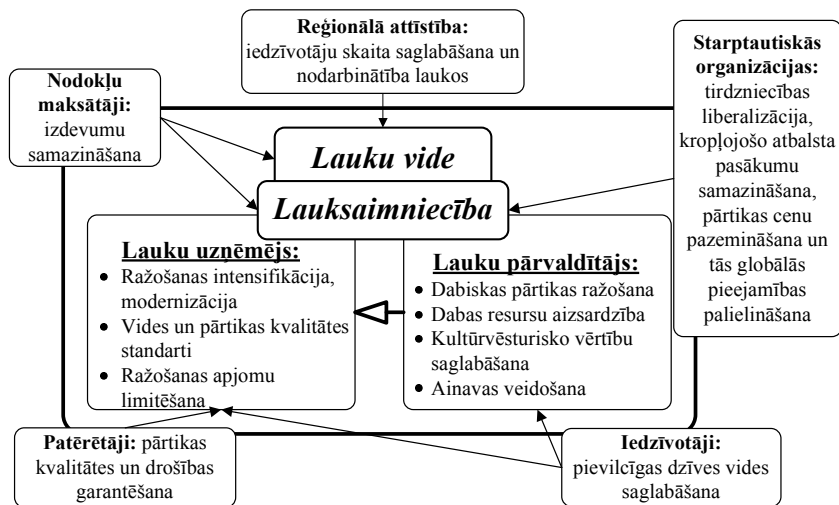 Reģionālā attīstība:
iedzīvotāju skaita saglabāšana un
nodarbinātība laukos
Nodokļu
maksātāji:
izdevumu
samazināšana
Starptautiskās
organizācijas:
tirdzniecības
liberalizācija,
kropļojošo atbalsta
pasākumu
samazināšana,
pārtikas cenu
pazemināšana un
tās globālās
pieejamības
palielināšana
Lauku vide
Lauksaimniecība
Lauku uzņēmējs:
• Ražošanas intensifikācija,
modernizācija
• Vides un pārtikas kvalitātes
standarti
• Ražošanas apjomu
limitēšana
Lauku pārvaldītājs:
• Dabiskas pārtikas ražošana
• Dabas resursu aizsardzība
• Kultūrvēsturisko vērtību
saglabāšana
• Ainavas veidošana
Patērētāji: pārtikas
kvalitātes un drošības
garantēšana
Iedzīvotāji:
pievilcīgas dzīves vides
saglabāšana